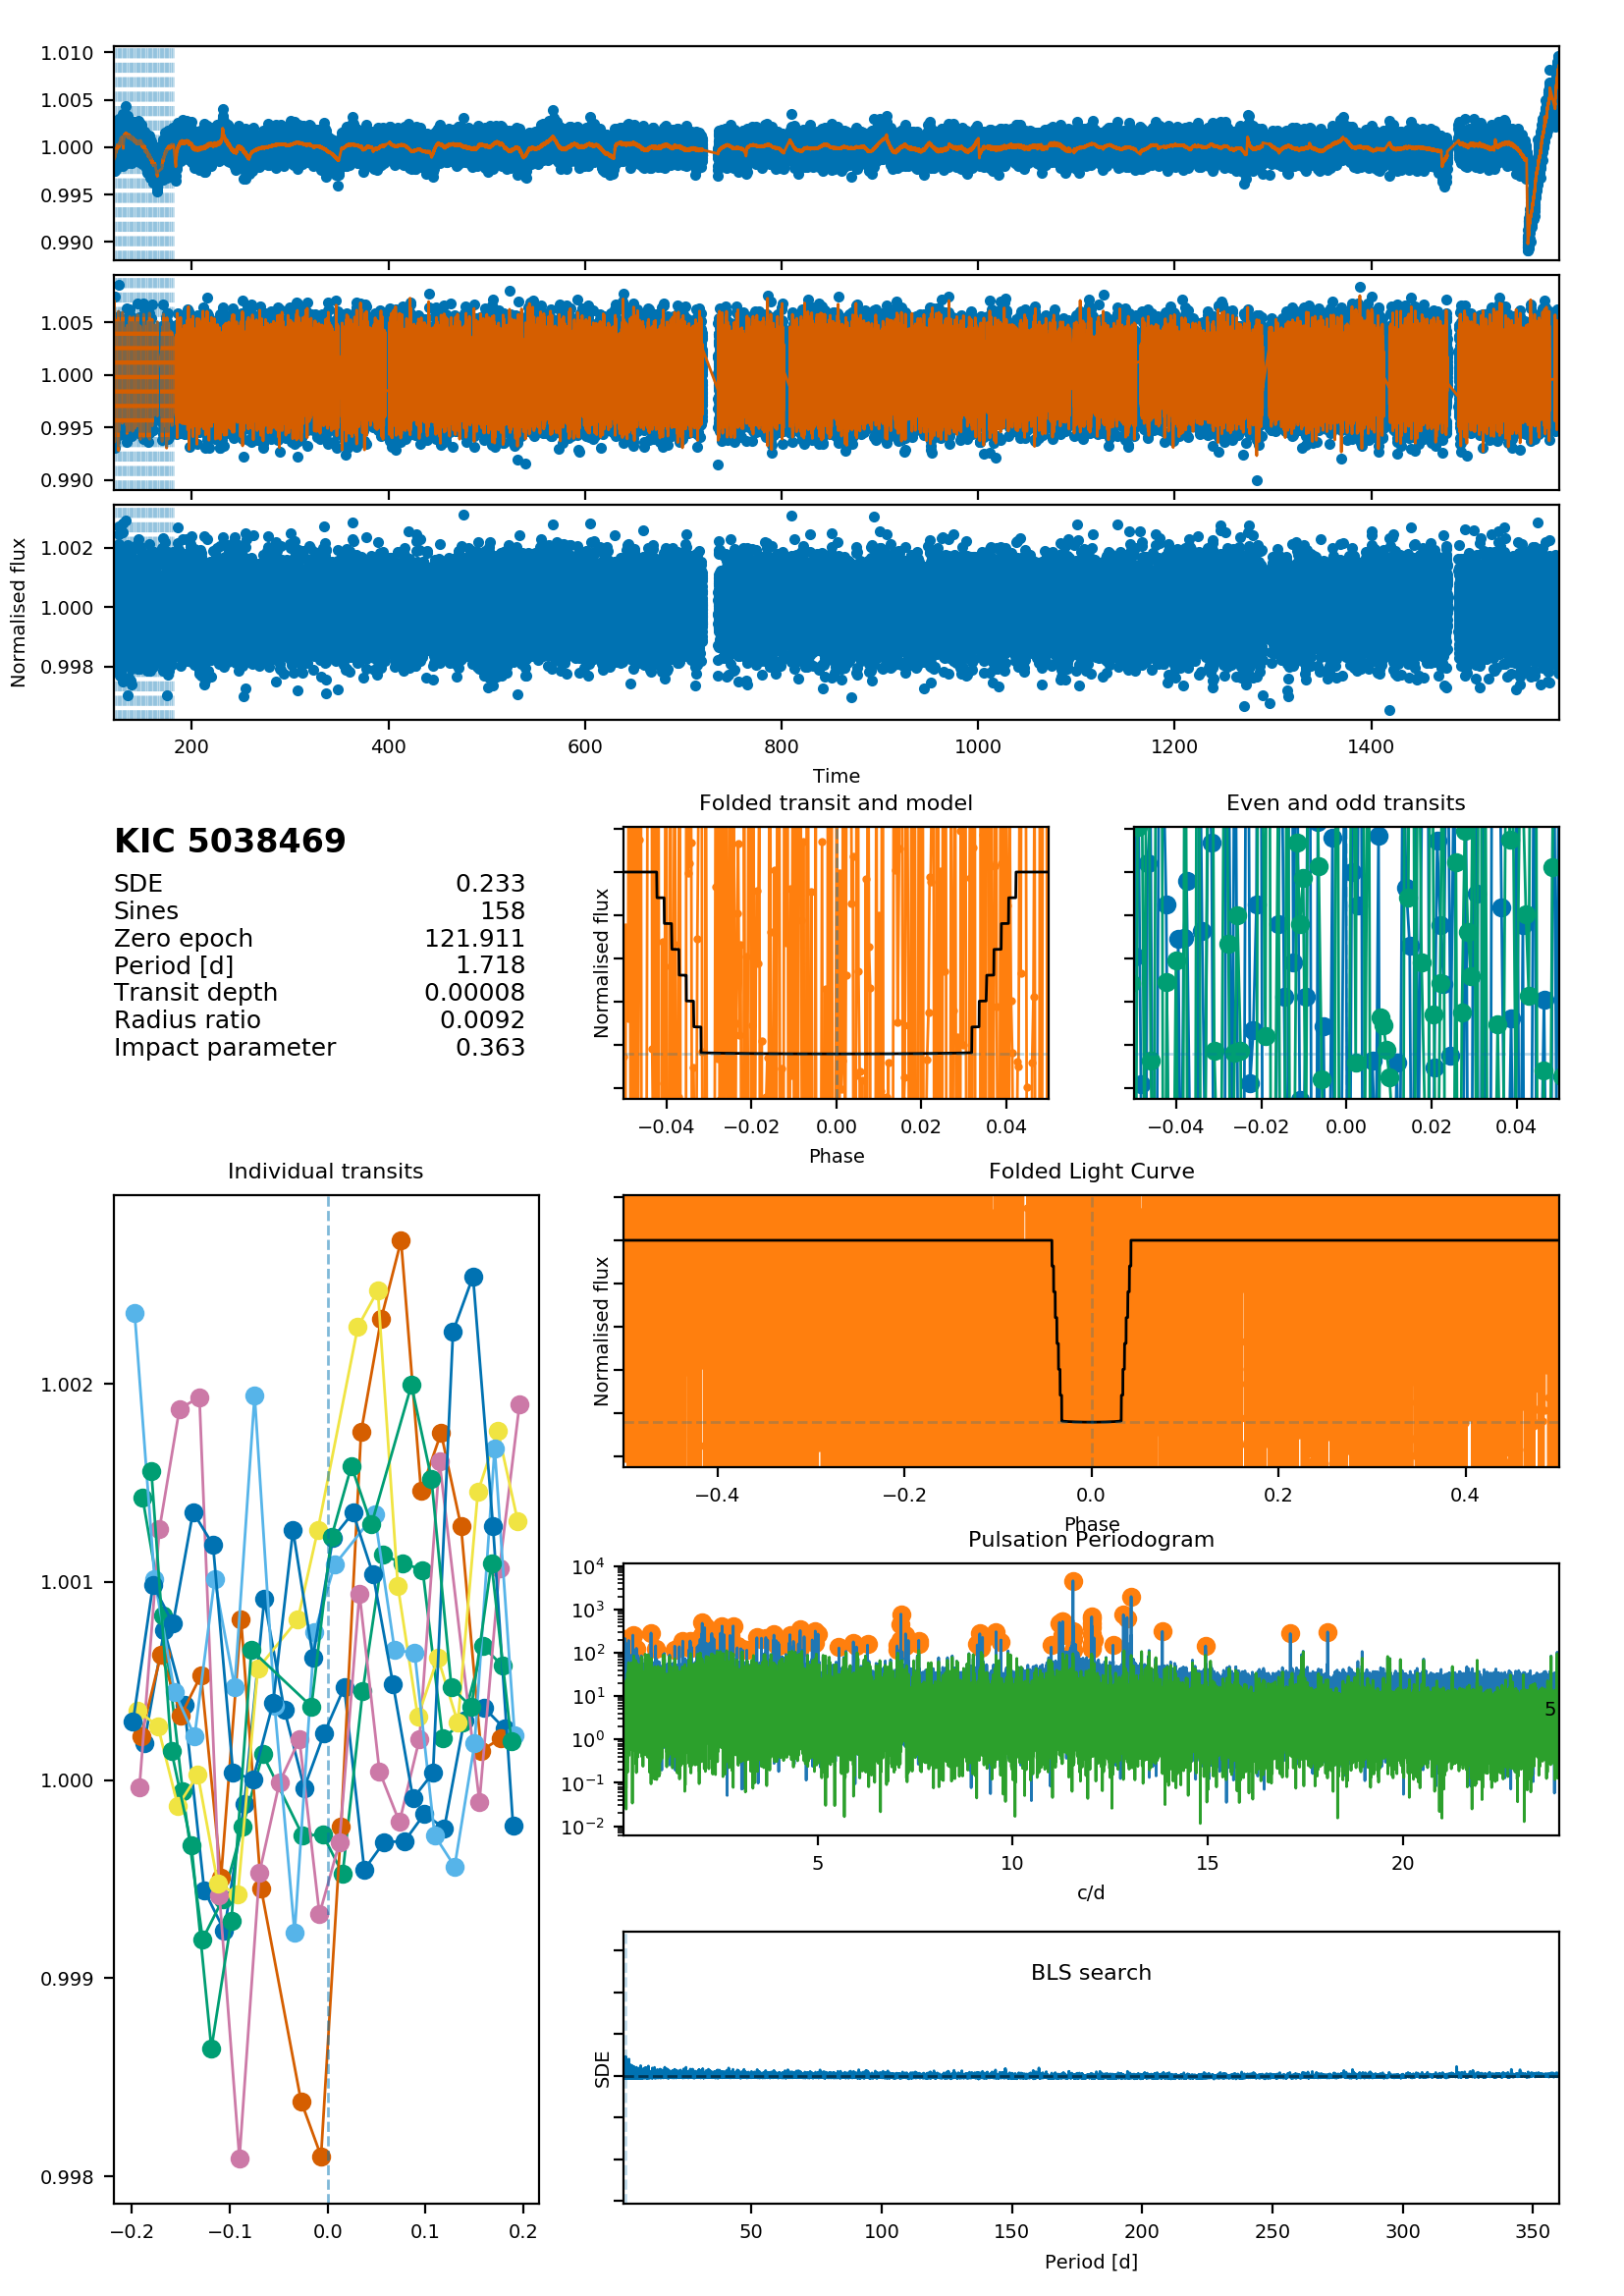 1.010
1.005
1.000
0.995
0.990
1.005
1.000
0.995
0.990
Normalised flux
1.002
1.000
0.998
200 400 600 800 1000 1200 1400
Time
KIC 5038469
SDE 0.233
Sines 158
Zero epoch 121.911
Period [d] 1.718
Transit depth 0.00008
Radius ratio 0.0092
Impact parameter 0.363
Folded transit and model
Normalised flux
−0.04 −0.02 0.00 0.02 0.04
Phase
Even and odd transits
−0.04 −0.02 0.00 0.02 0.04
Individual transits
1.002
1.001
1.000
0.999
0.998
−0.2 −0.1 0.0 0.1 0.2
Folded Light Curve
Normalised flux
−0.4 −0.2 0.0 0.2 0.4
Phase
Pulsation Periodogram
10⁴
10³
10²
10¹
10⁰
10⁻¹
10⁻²
5
5 10 15 20
c/d
BLS search
SDE
50 100 150 200 250 300 350
Period [d]